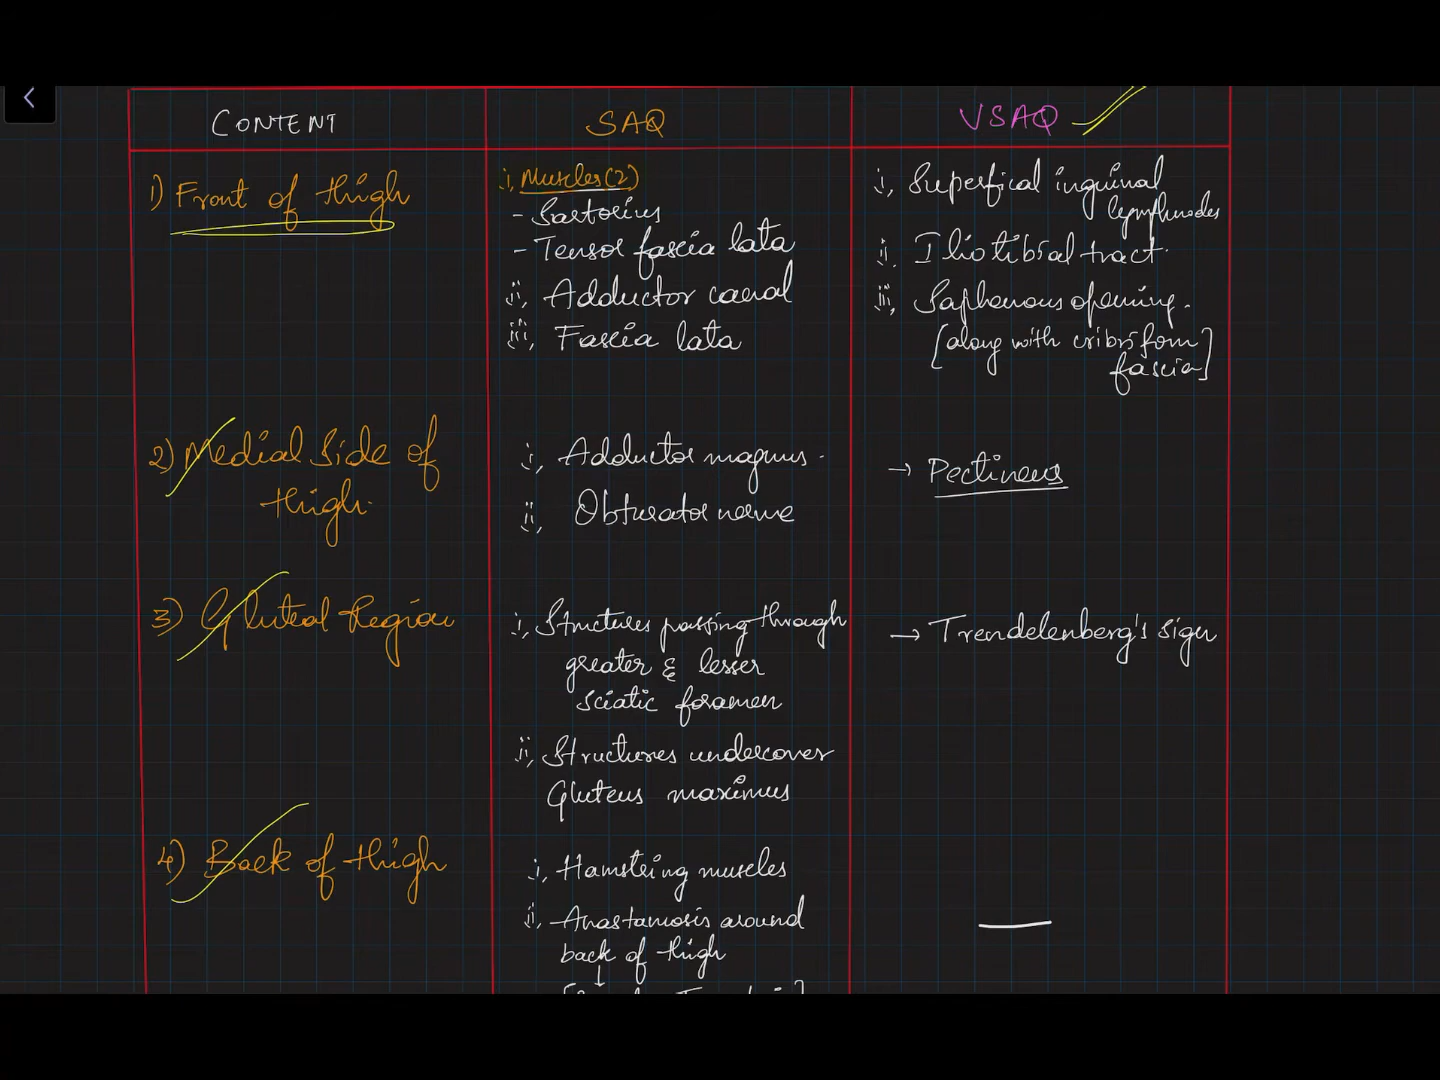 CONTENT
SAQ
VSAQ
1) Front of thigh
i, Muscles(2)
- Sartorius
- Tensor fascia lata
ii, Adductor canal
iii, Fascia lata
i, Superfical inguinal
lymphnodes
ii. Iliotibial tract.
iii, Saphenous opening.
[along with cribriform
fascia]
2) Medial Side of
thigh.
i, Adductor magnus.
ii, Obturator nerve
→ Pectineus
3) Gluteal Region
i, Structures passing through
greater & lesser
sciatic foramen
ii, Structures undercover
Gluteus maximus
→ Trendelenberg's sign
4) Back of thigh
i, Hamstring muscles
ii, Anastamosis around
back of thigh
↓